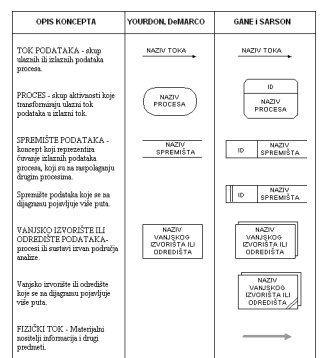 OPIS KONCEPTA
YOURDON, DeMARCO
GANE i SARSON
TOK PODATAKA - skup
ulaznih ili izlaznih podataka
procesa.
NAZIV TOKA
NAZIV TOKA
PROCES - skup aktivnosti koje
transformiraju ulazni tok
podataka u izlazni tok.
NAZIV
PROCESA
ID
NAZIV
PROCESA
SPREMIŠTE PODATAKA -
koncept koji reprezentira
čuvanje izlaznih podataka
procesa, koji su na raspolaganju
drugim procesima.
NAZIV
SPREMIŠTA
ID
NAZIV
SPREMIŠTA
Spremište podataka koje se na
dijagramu pojavljuje više puta.
ID
NAZIV
SPREMIŠTA
VANJSKO IZVORIŠTE ILI
ODREDIŠTE PODATAKA-
procesi ili sustavi izvan područja
analize.
NAZIV
VANJSKOG
IZVORIŠTA ILI
ODREDIŠTA
NAZIV
VANJSKOG
IZVORIŠTA ILI
ODREDIŠTA
Vanjsko izvorište ili odredište
koje se na dijagramu pojavljuje
više puta.
NAZIV
VANJSKOG
IZVORIŠTA ILI
ODREDIŠTA
FIZIČKI TOK - Materijalni
nositelji informacija i drugi
predmeti.